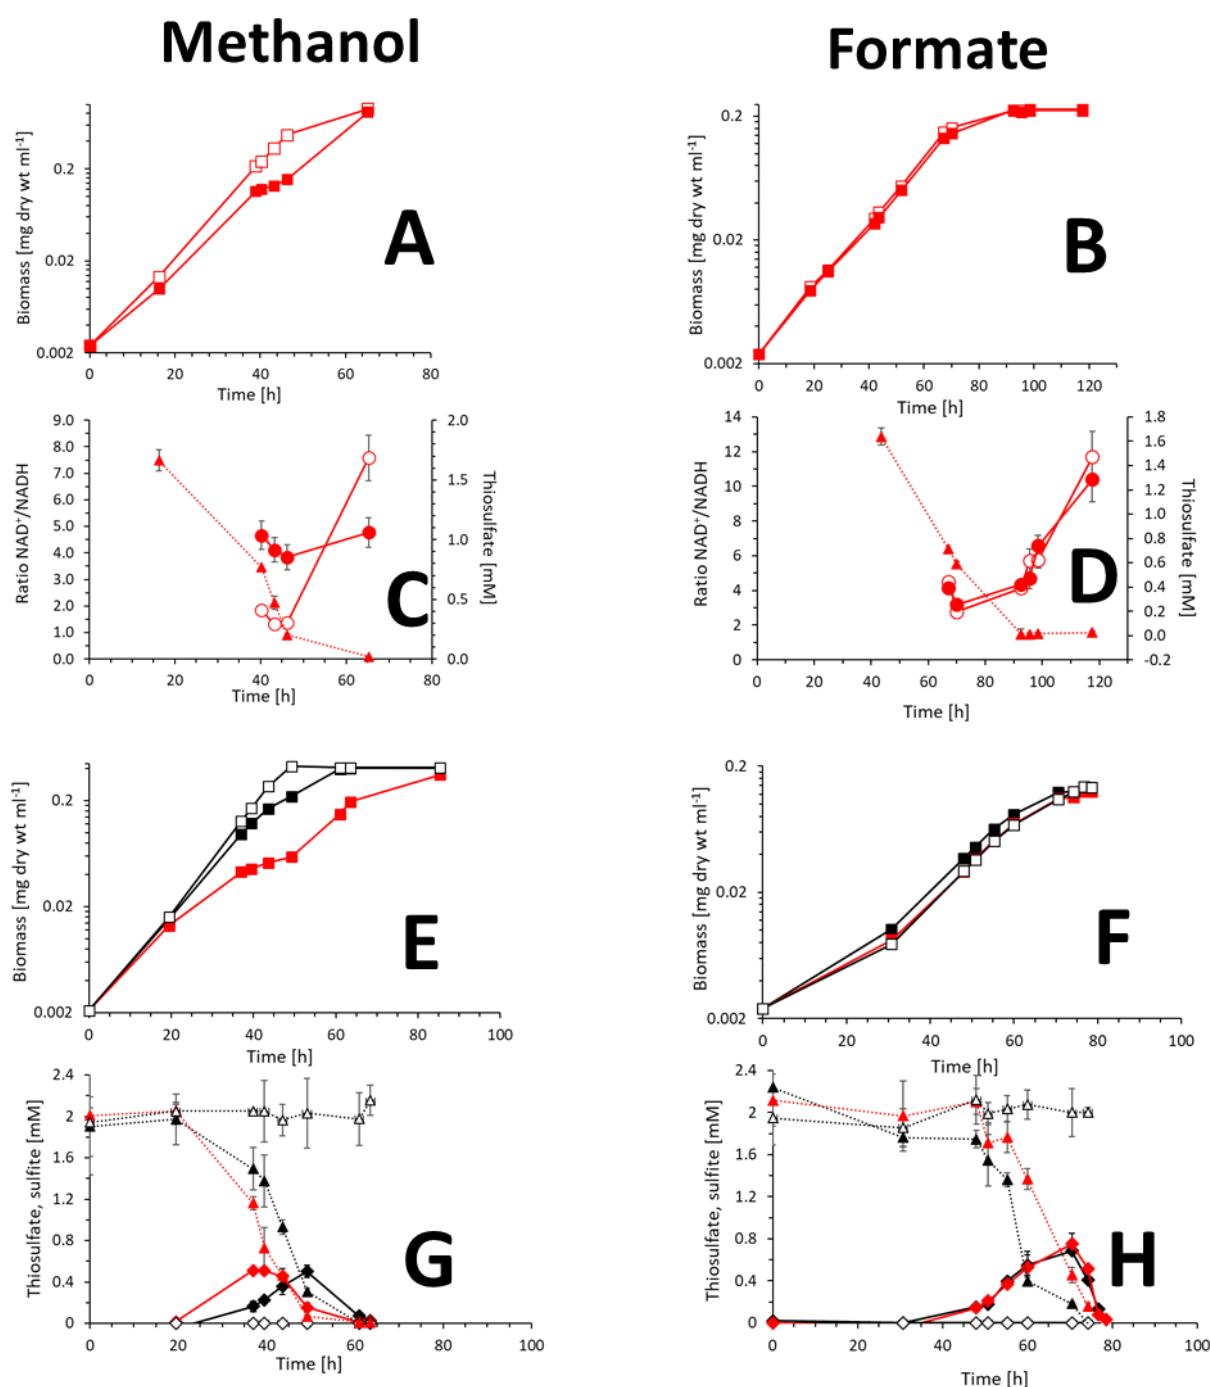 Methanol
Formate
Biomass [mg dry wt ml-1]
0.2
0.02
0.002
0 20 40 60 80
Time [h]
A
Biomass [mg dry wt ml-1]
0.2
0.02
0.002
0 20 40 60 80 100 120
Time [h]
B
Ratio NAD+/NADH
9.0
8.0
7.0
6.0
5.0
4.0
3.0
2.0
1.0
0.0
2.0
1.5
1.0
0.5
0.0
Thiosulfate [mM]
0 20 40 60 80
Time [h]
C
Ratio NAD+/NADH
14
12
10
8
6
4
2
0
1.8
1.6
1.4
1.2
1.0
0.8
0.6
0.4
0.2
0.0
-0.2
Thiosulfate [mM]
0 20 40 60 80 100 120
Time [h]
D
Biomass [mg dry wt ml-1]
0.2
0.02
0.002
0 20 40 60 80 100
Time [h]
E
Biomass [mg dry wt ml-1]
0.2
0.02
0.002
0 20 40 60 80 100
Time [h]
F
Thiosulfate, sulfite [mM]
2.4
2
1.6
1.2
0.8
0.4
0
0 20 40 60 80 100
Time [h]
G
Thiosulfate, sulfite [mM]
2.4
2
1.6
1.2
0.8
0.4
0
0 20 40 60 80 100
Time [h]
H